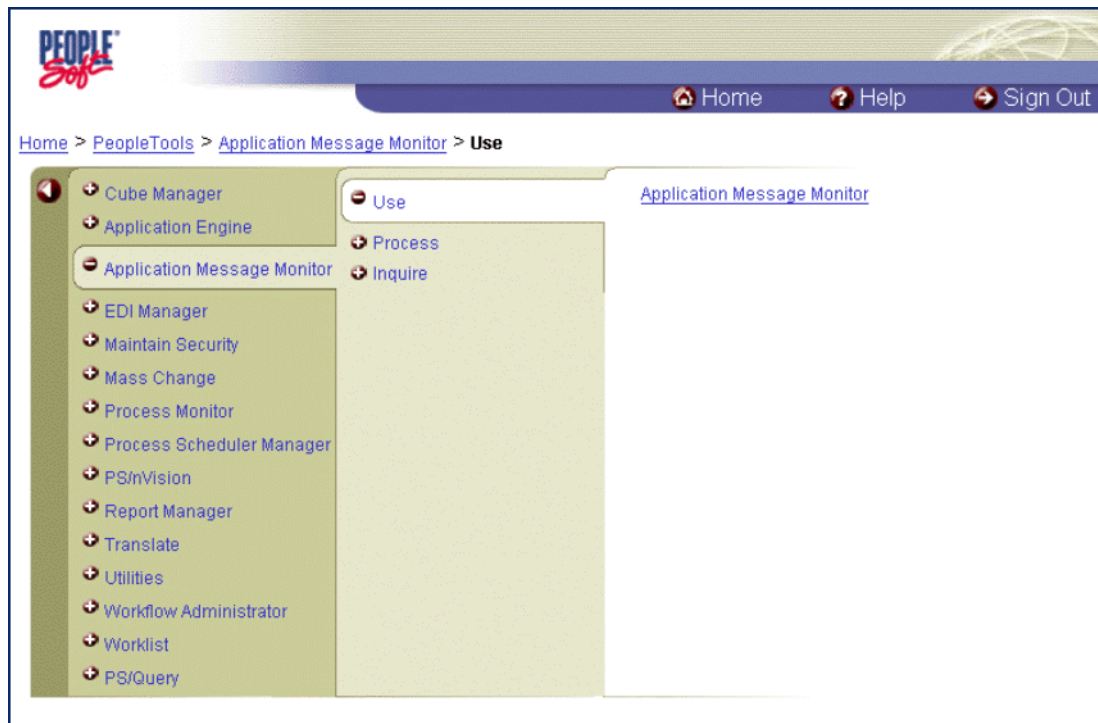 PEOPLE
Soft
Home Help Sign Out
Home > PeopleTools > Application Message Monitor > Use
Cube Manager
Application Engine
Application Message Monitor
EDI Manager
Maintain Security
Mass Change
Process Monitor
Process Scheduler Manager
PS/nVision
Report Manager
Translate
Utilities
Workflow Administrator
Worklist
PS/Query
Use
Process
Inquire
Application Message Monitor